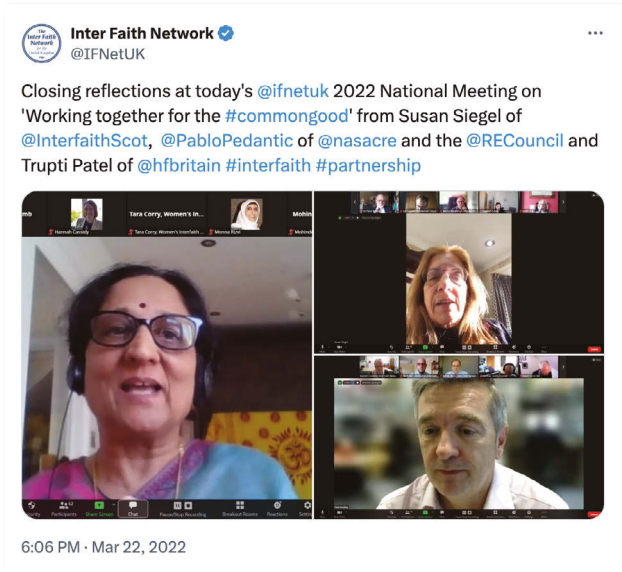 Inter Faith Network
@IFNetUK
Closing reflections at today's @ifnetuk 2022 National Meeting on
'Working together for the #commongood' from Susan Siegel of
@InterfaithScot, @PabloPedantic of @nasacre and the @RECouncil and
Trupti Patel of @hfbritain #interfaith #partnership
Tara Corry, Women's In...
Hannah Cassidy
Tara Corry, Women's Interfaith ...
Participants
Share Screen
Chat
Pause/Stop Recording
Breakout Rooms
Reactions
6:06 PM · Mar 22, 2022